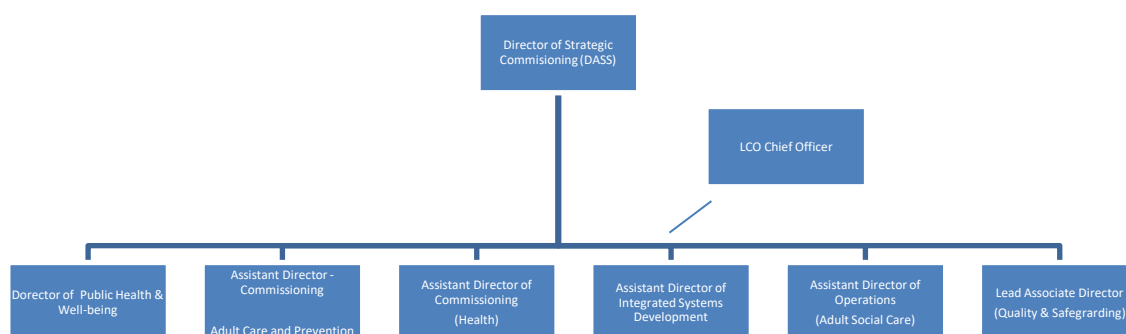 Director of Strategic
Commisioning (DASS)
LCO Chief Officer
Dorector of Public Health &
Well-being
Assistant Director -
Commissioning
Adult Care and Prevention
Assistant Director of
Commissioning
(Health)
Assistant Director of
Integrated Systems
Development
Assistant Director of
Operations
(Adult Social Care)
Lead Associate Director
(Quality & Safegrarding)